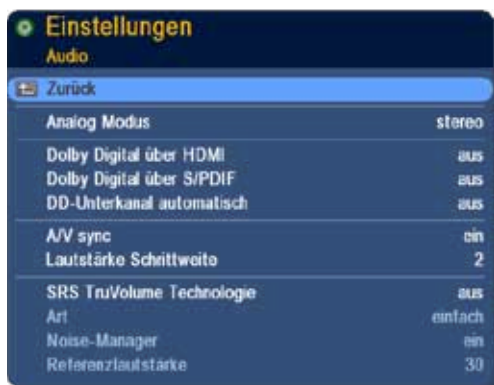 Einstellungen
Audio
Zurück
Analog Modus stereo
Dolby Digital über HDMI aus
Dolby Digital über S/PDIF aus
DD-Unterkanal automatisch aus
A/V sync ein
Lautstärke Schrittweite 2
SRS TruVolume Technologie aus
Art einfach
Noise-Manager ein
Referenzlautstärke 30